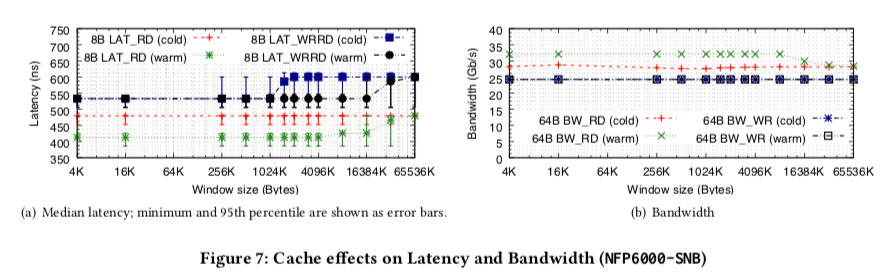 750
700
650
600
550
500
450
400
350
Latency (ns)
8B LAT_RD (cold)
8B LAT_RD (warm)
8B LAT_WRRD (cold)
8B LAT_WRRD (warm)
4K 16K 64K 256K 1024K 4096K 16384K 65536K
Window size (Bytes)
(a) Median latency; minimum and 95th percentile are shown as error bars.
40
35
30
25
20
15
10
5
0
Bandwidth (Gb/s)
64B BW_RD (cold)
64B BW_RD (warm)
64B BW_WR (cold)
64B BW_WR (warm)
4K 16K 64K 256K 1024K 4096K 16384K 65536K
Window size (Bytes)
(b) Bandwidth
Figure 7: Cache effects on Latency and Bandwidth (NFP6000-SNB)